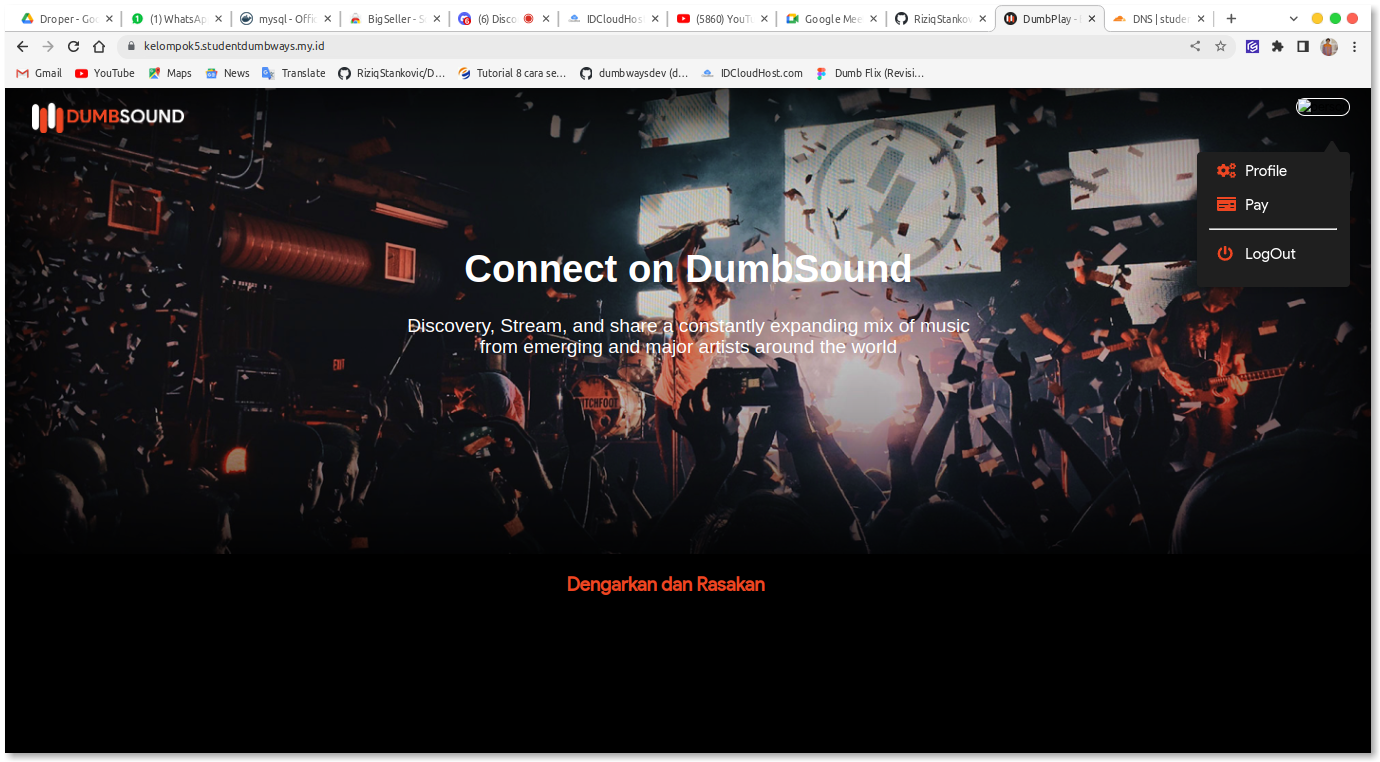 Droper - Goo
(1) WhatsAp
mysql - Offic
BigSeller - S
(6) Disco
IDCloudHos
(5860) YouTu
Google Mee
RiziqStankov
DumbPlay -
DNS | studen
kelompok5.studentdumbways.my.id
Gmail
YouTube
Maps
News
Translate
RiziqStankovic/D…
Tutorial 8 cara se…
dumbwaysdev (d…
IDCloudHost.com
Dumb Flix (Revisi…
DUMBSOUND
Profile
Pay
LogOut
Connect on DumbSound
Discovery, Stream, and share a constantly expanding mix of music
from emerging and major artists around the world
EXIT
ITCHFOOT
Dengarkan dan Rasakan